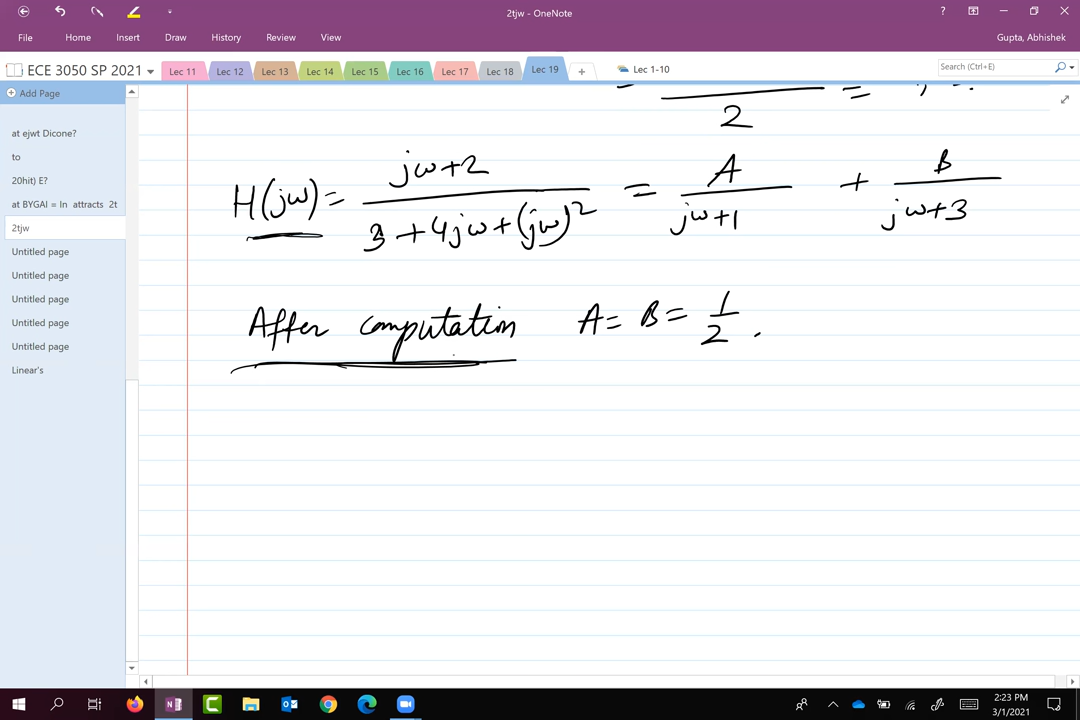 2tjw - OneNote
?
File Home Insert Draw History Review View
Gupta, Abhishek
ECE 3050 SP 2021 Lec 11 Lec 12 Lec 13 Lec 14 Lec 15 Lec 16 Lec 17 Lec 18 Lec 19 + Lec 1-10
Search (Ctrl+E)
Add Page
at ejwt Dicone?
to
20hit) E?
at BYGAI = In attracts 2t
2tjw
Untitled page
Untitled page
Untitled page
Untitled page
Untitled page
Linear's
2
H(jω) = jω+2 / 3+4jω+(jω)² = A / jω+1 + B / jω+3
After computation A= B= 1/2 .
2:23 PM
3/1/2021